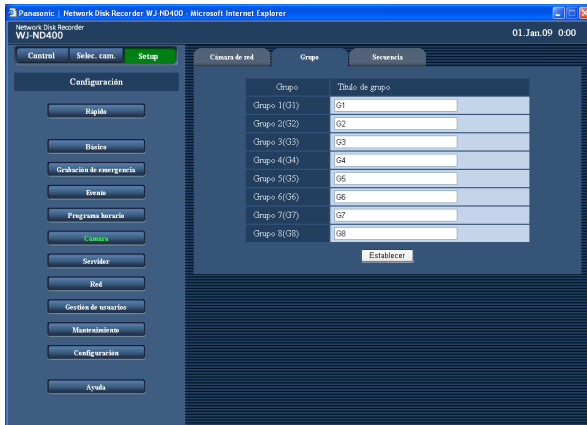 Panasonic | Network Disk Recorder WJ-ND400 - Microsoft Internet Explorer
Network Disk Recorder
WJ-ND400
01.Jan.09 0:00
Control Selec. cam. Setup
Cámara de red Grupo Secuencia
Configuración
Rápido
Básico
Grabación de emergencia
Evento
Programa horario
Cámara
Servidor
Red
Gestión de usuarios
Mantenimiento
Configuración
Ayuda
Grupo Título de grupo
Grupo 1(G1) G1
Grupo 2(G2) G2
Grupo 3(G3) G3
Grupo 4(G4) G4
Grupo 5(G5) G5
Grupo 6(G6) G6
Grupo 7(G7) G7
Grupo 8(G8) G8
Establecer